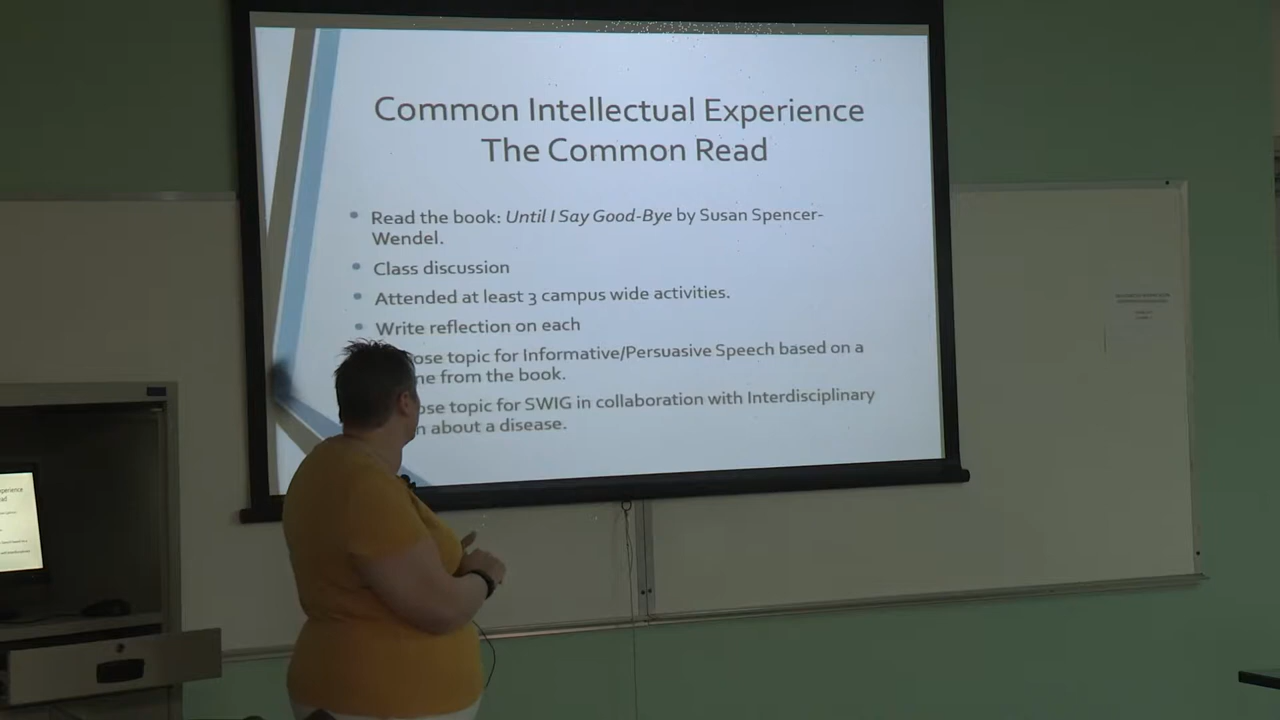 Common Intellectual Experience
The Common Read
• Read the book: Until I Say Good-Bye by Susan Spencer-
Wendel.
• Class discussion
• Attended at least 3 campus wide activities.
• Write reflection on each
ose topic for Informative/Persuasive Speech based on a
ne from the book.
ose topic for SWIG in collaboration with Interdisciplinary
n about a disease.